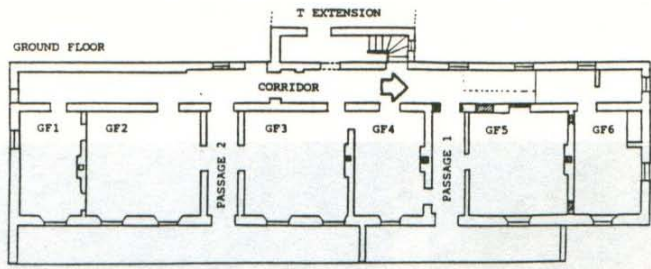 T EXTENSION
GROUND FLOOR
CORRIDOR
GF1
GF2
PASSAGE 2
GF3
GF4
PASSAGE 1
GF5
GF6